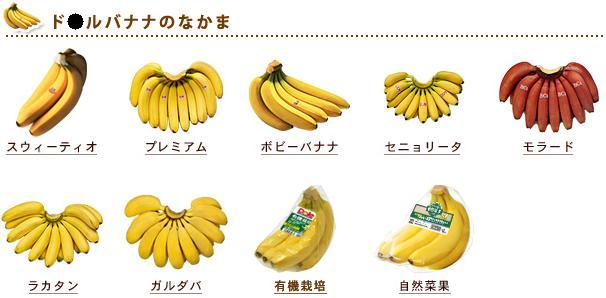 ド●ルバナナのなかま
スウィーティオ
プレミアム
ボビーバナナ
セニョリータ
モラード
ラカタン
ガルダバ
有機栽培
自然菜果
Dole